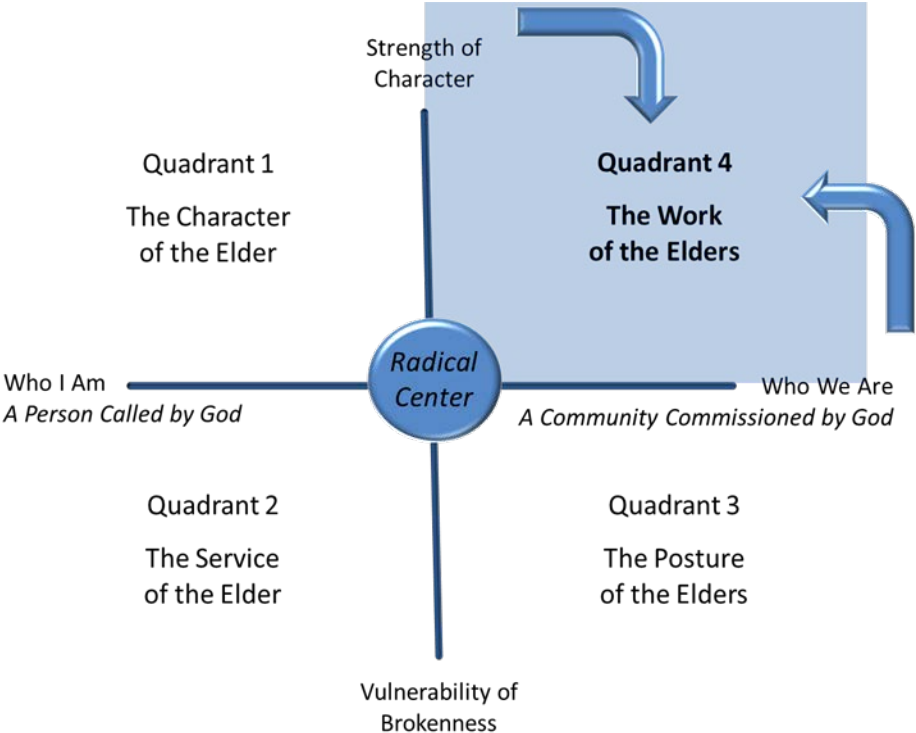 Strength of
Character
Quadrant 1
The Character
of the Elder
Quadrant 4
The Work
of the Elders
Radical
Center
Who I Am
A Person Called by God
Who We Are
A Community Commissioned by God
Quadrant 2
The Service
of the Elder
Quadrant 3
The Posture
of the Elders
Vulnerability of
Brokenness